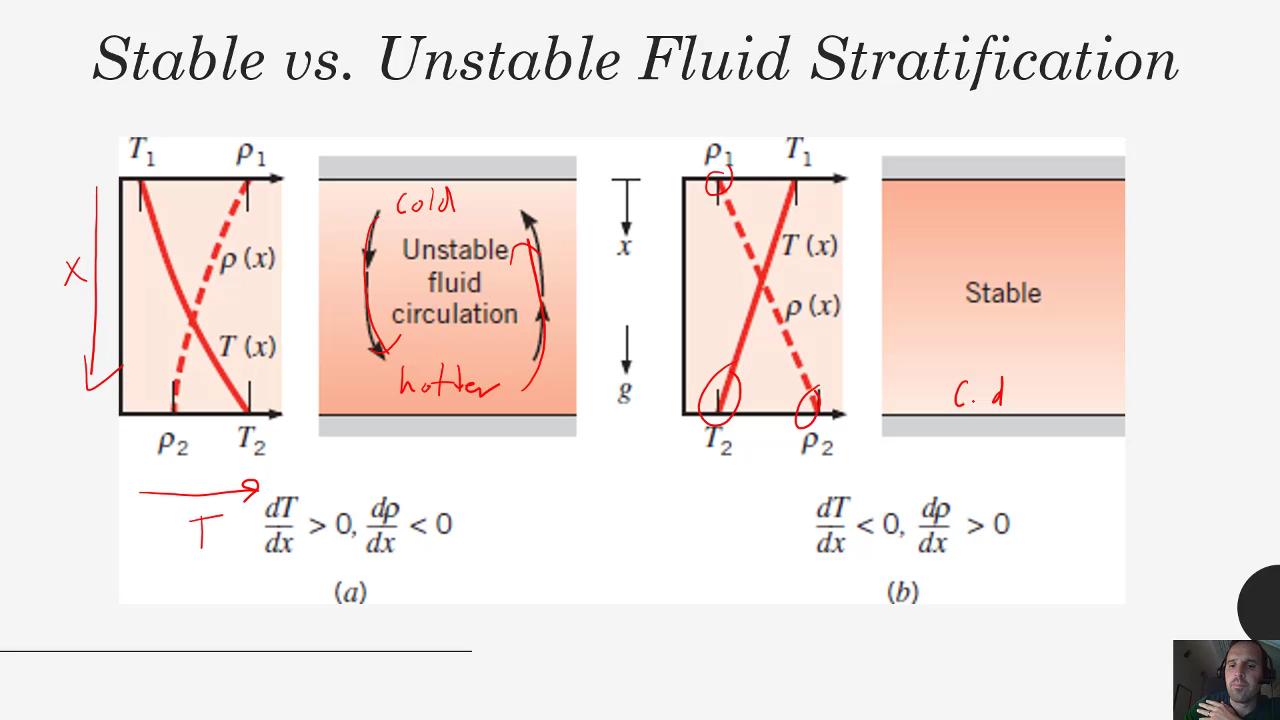 Stable vs. Unstable Fluid Stratification
T₁ ρ₁
cold
X
ρ (x)
Unstable
fluid
circulation
T (x)
hotter
ρ₂ T₂
T
dT/dx > 0, dρ/dx < 0
(a)
x
g
ρ₁ T₁
T (x)
ρ (x)
Stable
T₂ ρ₂
dT/dx < 0, dρ/dx > 0
(b)